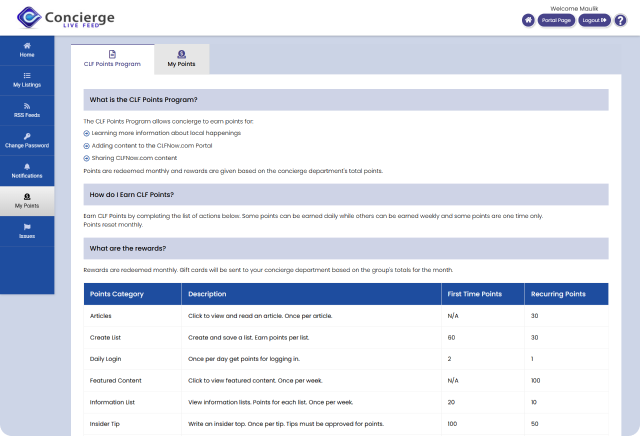 Concierge
LIVE FEED
Welcome Maulik
Portal Page
Logout
?
Home
My Listings
RSS Feeds
Change Password
Notifications
My Points
Issues
CLF Points Program
My Points
What is the CLF Points Program?
The CLF Points Program allows concierge to earn points for:
Learning more information about local happenings
Adding content to the CLFNow.com Portal
Sharing CLFNow.com content
Points are redeemed monthly and rewards are given based on the concierge department's total points.
How do I Earn CLF Points?
Earn CLF Points by completing the list of actions below. Some points can be earned daily while others can be earned weekly and some points are one time only.
Points reset monthly.
What are the rewards?
Rewards are redeemed monthly. Gift cards will be sent to your concierge department based on the group's totals for the month.
Points Category Description First Time Points Recurring Points
Articles Click to view and read an article. Once per article. N/A 30
Create List Create and save a list. Earn points per list. 60 30
Daily Login Once per day get points for logging in. 2 1
Featured Content Click to view featured content. Once per week. N/A 100
Information List View information lists. Points for each list. Once per week. 20 10
Insider Tip Write an insider top. Once per tip. Tips must be approved for points. 100 50